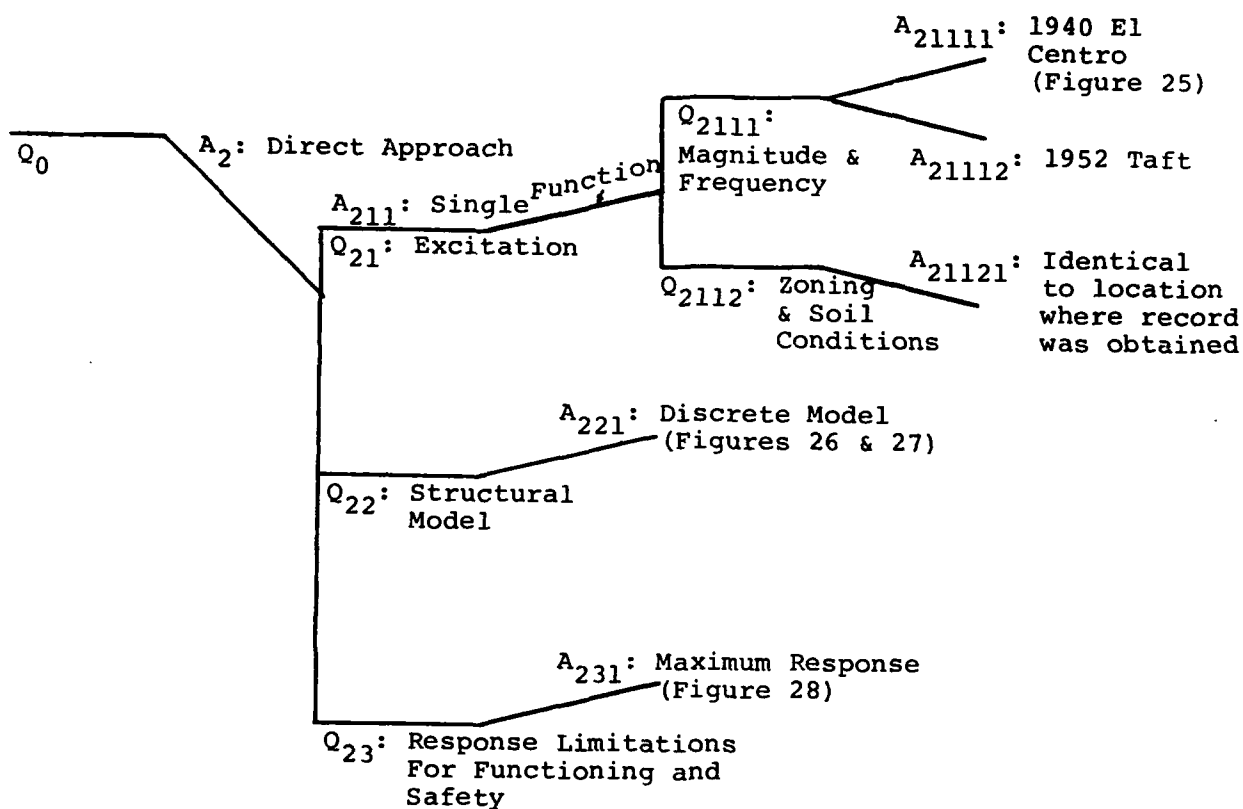 A21111: 1940 El
Centro
(Figure 25)
Q0
A2: Direct Approach
Q2111:
Magnitude &
Frequency
A21112: 1952 Taft
A211: Single Function
Q21: Excitation
Q2112: Zoning
& Soil
Conditions
A21121: Identical
to location
where record
was obtained
A221: Discrete Model
(Figures 26 & 27)
Q22: Structural
Model
A231: Maximum Response
(Figure 28)
Q23: Response Limitations
For Functioning and
Safety